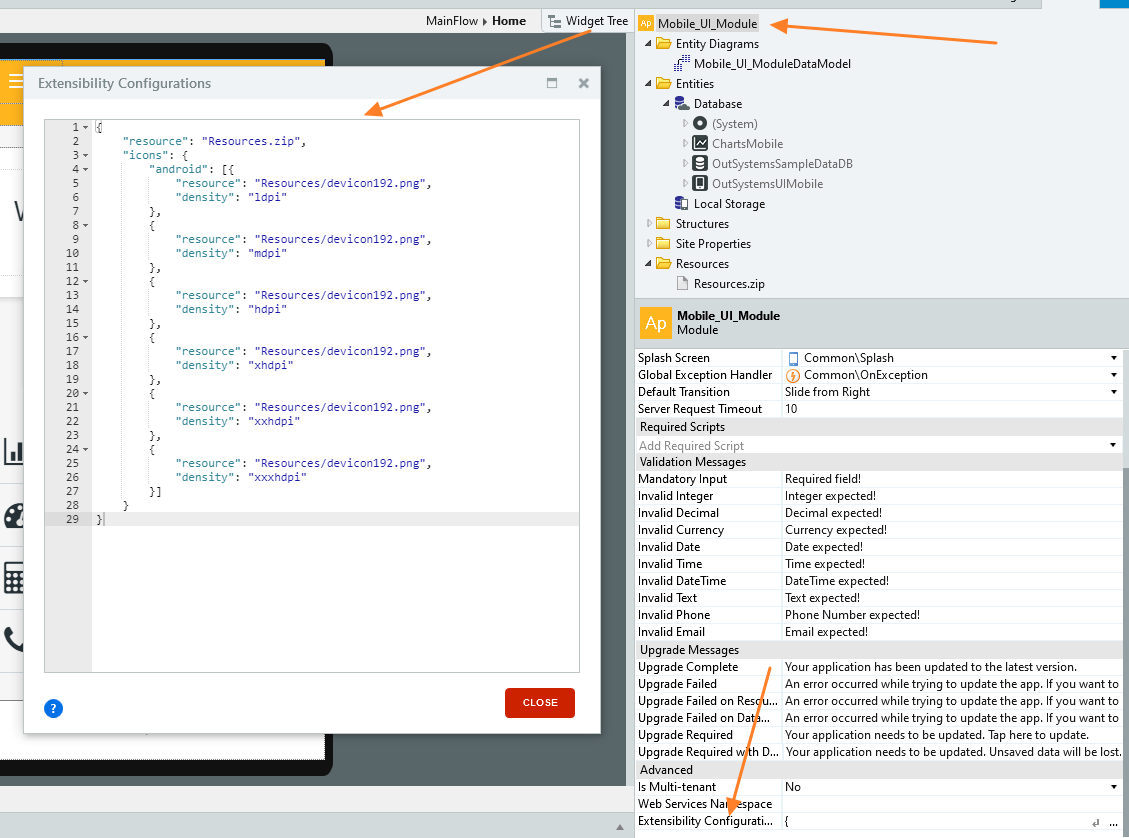 MainFlow Home
Widget Tree
Extensibility Configurations
1 {
2 "resource": "Resources.zip",
3 "icons": {
4 "android": [{
5 "resource": "Resources/devicon192.png",
6 "density": "ldpi"
7 },
8 {
9 "resource": "Resources/devicon192.png",
10 "density": "mdpi"
11 },
12 {
13 "resource": "Resources/devicon192.png",
14 "density": "hdpi"
15 },
16 {
17 "resource": "Resources/devicon192.png",
18 "density": "xhdpi"
19 },
20 {
21 "resource": "Resources/devicon192.png",
22 "density": "xxhdpi"
23 },
24 {
25 "resource": "Resources/devicon192.png",
26 "density": "xxxhdpi"
27 }]
28 }
29 }
?
CLOSE
Ap Mobile_UI_Module
Entity Diagrams
Mobile_UI_ModuleDataModel
Entities
Database
(System)
ChartsMobile
OutSystemsSampleDataDB
OutSystemsUIMobile
Local Storage
Structures
Site Properties
Resources
Resources.zip
Ap
Mobile_UI_Module
Module
Splash Screen Common\Splash
Global Exception Handler Common\OnException
Default Transition Slide from Right
Server Request Timeout 10
Required Scripts
Add Required Script
Validation Messages
Mandatory Input Required field!
Invalid Integer Integer expected!
Invalid Decimal Decimal expected!
Invalid Currency Currency expected!
Invalid Date Date expected!
Invalid Time Time expected!
Invalid DateTime DateTime expected!
Invalid Text Text expected!
Invalid Phone Phone Number expected!
Invalid Email Email expected!
Upgrade Messages
Upgrade Complete Your application has been updated to the latest version.
Upgrade Failed An error occurred while trying to update the app. If you want to
Upgrade Failed on Resou... An error occurred while trying to update the app. If you want to
Upgrade Failed on Data... An error occurred while trying to update the app. If you want to
Upgrade Required Your application needs to be updated. Tap here to update.
Upgrade Required with D... Your application needs to be updated. Unsaved data will be lost.
Advanced
Is Multi-tenant No
Web Services Namespace
Extensibility Configurati... { ...